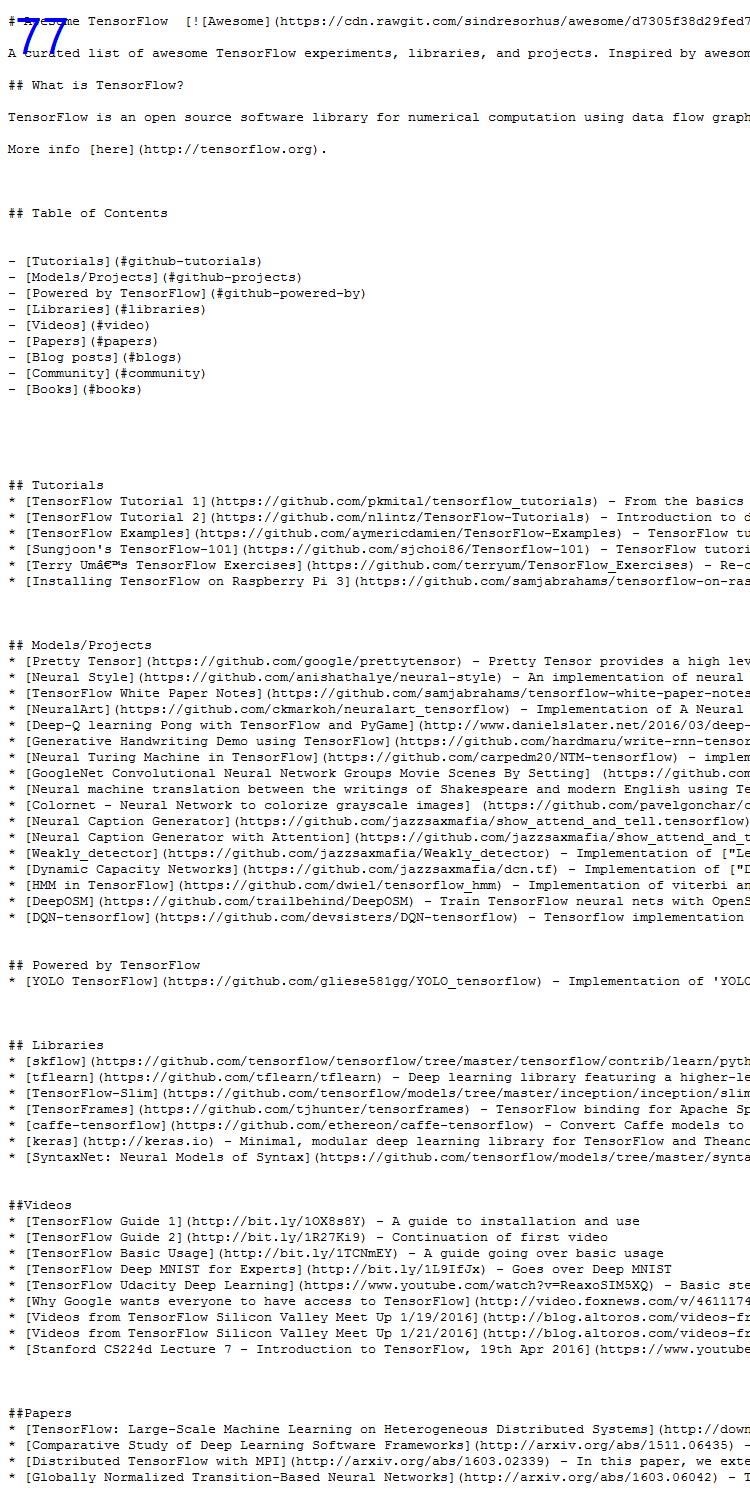 77
# Awesome TensorFlow  [![Awesome](https://cdn.rawgit.com/sindresorhus/awesome/d7305f38d29fed7
A curated list of awesome TensorFlow experiments, libraries, and projects. Inspired by awesom
## What is TensorFlow?
TensorFlow is an open source software library for numerical computation using data flow graph
More info [here](http://tensorflow.org).
## Table of Contents
- [Tutorials](#github-tutorials)
- [Models/Projects](#github-projects)
- [Powered by TensorFlow](#github-powered-by)
- [Libraries](#libraries)
- [Videos](#video)
- [Papers](#papers)
- [Blog posts](#blogs)
- [Community](#community)
- [Books](#books)
## Tutorials
* [TensorFlow Tutorial 1](https://github.com/pkmital/tensorflow_tutorials) - From the basics
* [TensorFlow Tutorial 2](https://github.com/nlintz/TensorFlow-Tutorials) - Introduction to d
* [TensorFlow Examples](https://github.com/aymericdamien/TensorFlow-Examples) - TensorFlow tu
* [Sungjoon's TensorFlow-101](https://github.com/sjchoi86/Tensorflow-101) - TensorFlow tutori
* [Terry Umâ€™s TensorFlow Exercises](https://github.com/terryum/TensorFlow_Exercises) - Re-c
* [Installing TensorFlow on Raspberry Pi 3](https://github.com/samjabrahams/tensorflow-on-ras
## Models/Projects
* [Pretty Tensor](https://github.com/google/prettytensor) - Pretty Tensor provides a high lev
* [Neural Style](https://github.com/anishathalye/neural-style) - An implementation of neural
* [TensorFlow White Paper Notes](https://github.com/samjabrahams/tensorflow-white-paper-notes
* [NeuralArt](https://github.com/ckmarkoh/neuralart_tensorflow) - Implementation of A Neural
* [Deep-Q learning Pong with TensorFlow and PyGame](http://www.danielslater.net/2016/03/deep-
* [Generative Handwriting Demo using TensorFlow](https://github.com/hardmaru/write-rnn-tensor
* [Neural Turing Machine in TensorFlow](https://github.com/carpedm20/NTM-tensorflow) - implem
* [GoogleNet Convolutional Neural Network Groups Movie Scenes By Setting] (https://github.com
* [Neural machine translation between the writings of Shakespeare and modern English using Te
* [Colornet - Neural Network to colorize grayscale images] (https://github.com/pavelgonchar/c
* [Neural Caption Generator](https://github.com/jazzsaxmafia/show_attend_and_tell.tensorflow)
* [Neural Caption Generator with Attention](https://github.com/jazzsaxmafia/show_attend_and_t
* [Weakly_detector](https://github.com/jazzsaxmafia/Weakly_detector) - Implementation of ["Le
* [Dynamic Capacity Networks](https://github.com/jazzsaxmafia/dcn.tf) - Implementation of ["D
* [HMM in TensorFlow](https://github.com/dwiel/tensorflow_hmm) - Implementation of viterbi an
* [DeepOSM](https://github.com/trailbehind/DeepOSM) - Train TensorFlow neural nets with OpenS
* [DQN-tensorflow](https://github.com/devsisters/DQN-tensorflow) - Tensorflow implementation
## Powered by TensorFlow
* [YOLO TensorFlow](https://github.com/gliese581gg/YOLO_tensorflow) - Implementation of 'YOLO
## Libraries
* [skflow](https://github.com/tensorflow/tensorflow/tree/master/tensorflow/contrib/learn/pyth
* [tflearn](https://github.com/tflearn/tflearn) - Deep learning library featuring a higher-le
* [TensorFlow-Slim](https://github.com/tensorflow/models/tree/master/inception/inception/slim
* [TensorFrames](https://github.com/tjhunter/tensorframes) - TensorFlow binding for Apache Sp
* [caffe-tensorflow](https://github.com/ethereon/caffe-tensorflow) - Convert Caffe models to
* [keras](http://keras.io) - Minimal, modular deep learning library for TensorFlow and Theano
* [SyntaxNet: Neural Models of Syntax](https://github.com/tensorflow/models/tree/master/synta
##Videos
* [TensorFlow Guide 1](http://bit.ly/1OX8s8Y) - A guide to installation and use
* [TensorFlow Guide 2](http://bit.ly/1R27Ki9) - Continuation of first video
* [TensorFlow Basic Usage](http://bit.ly/1TCNmEY) - A guide going over basic usage
* [TensorFlow Deep MNIST for Experts](http://bit.ly/1L9IfJx) - Goes over Deep MNIST
* [TensorFlow Udacity Deep Learning](https://www.youtube.com/watch?v=ReaxoSIM5XQ) - Basic ste
* [Why Google wants everyone to have access to TensorFlow](http://video.foxnews.com/v/4611174
* [Videos from TensorFlow Silicon Valley Meet Up 1/19/2016](http://blog.altoros.com/videos-fr
* [Videos from TensorFlow Silicon Valley Meet Up 1/21/2016](http://blog.altoros.com/videos-fr
* [Stanford CS224d Lecture 7 - Introduction to TensorFlow, 19th Apr 2016](https://www.youtube
##Papers
* [TensorFlow: Large-Scale Machine Learning on Heterogeneous Distributed Systems](http://down
* [Comparative Study of Deep Learning Software Frameworks](http://arxiv.org/abs/1511.06435) -
* [Distributed TensorFlow with MPI](http://arxiv.org/abs/1603.02339) - In this paper, we exte
* [Globally Normalized Transition-Based Neural Networks](http://arxiv.org/abs/1603.06042) - T